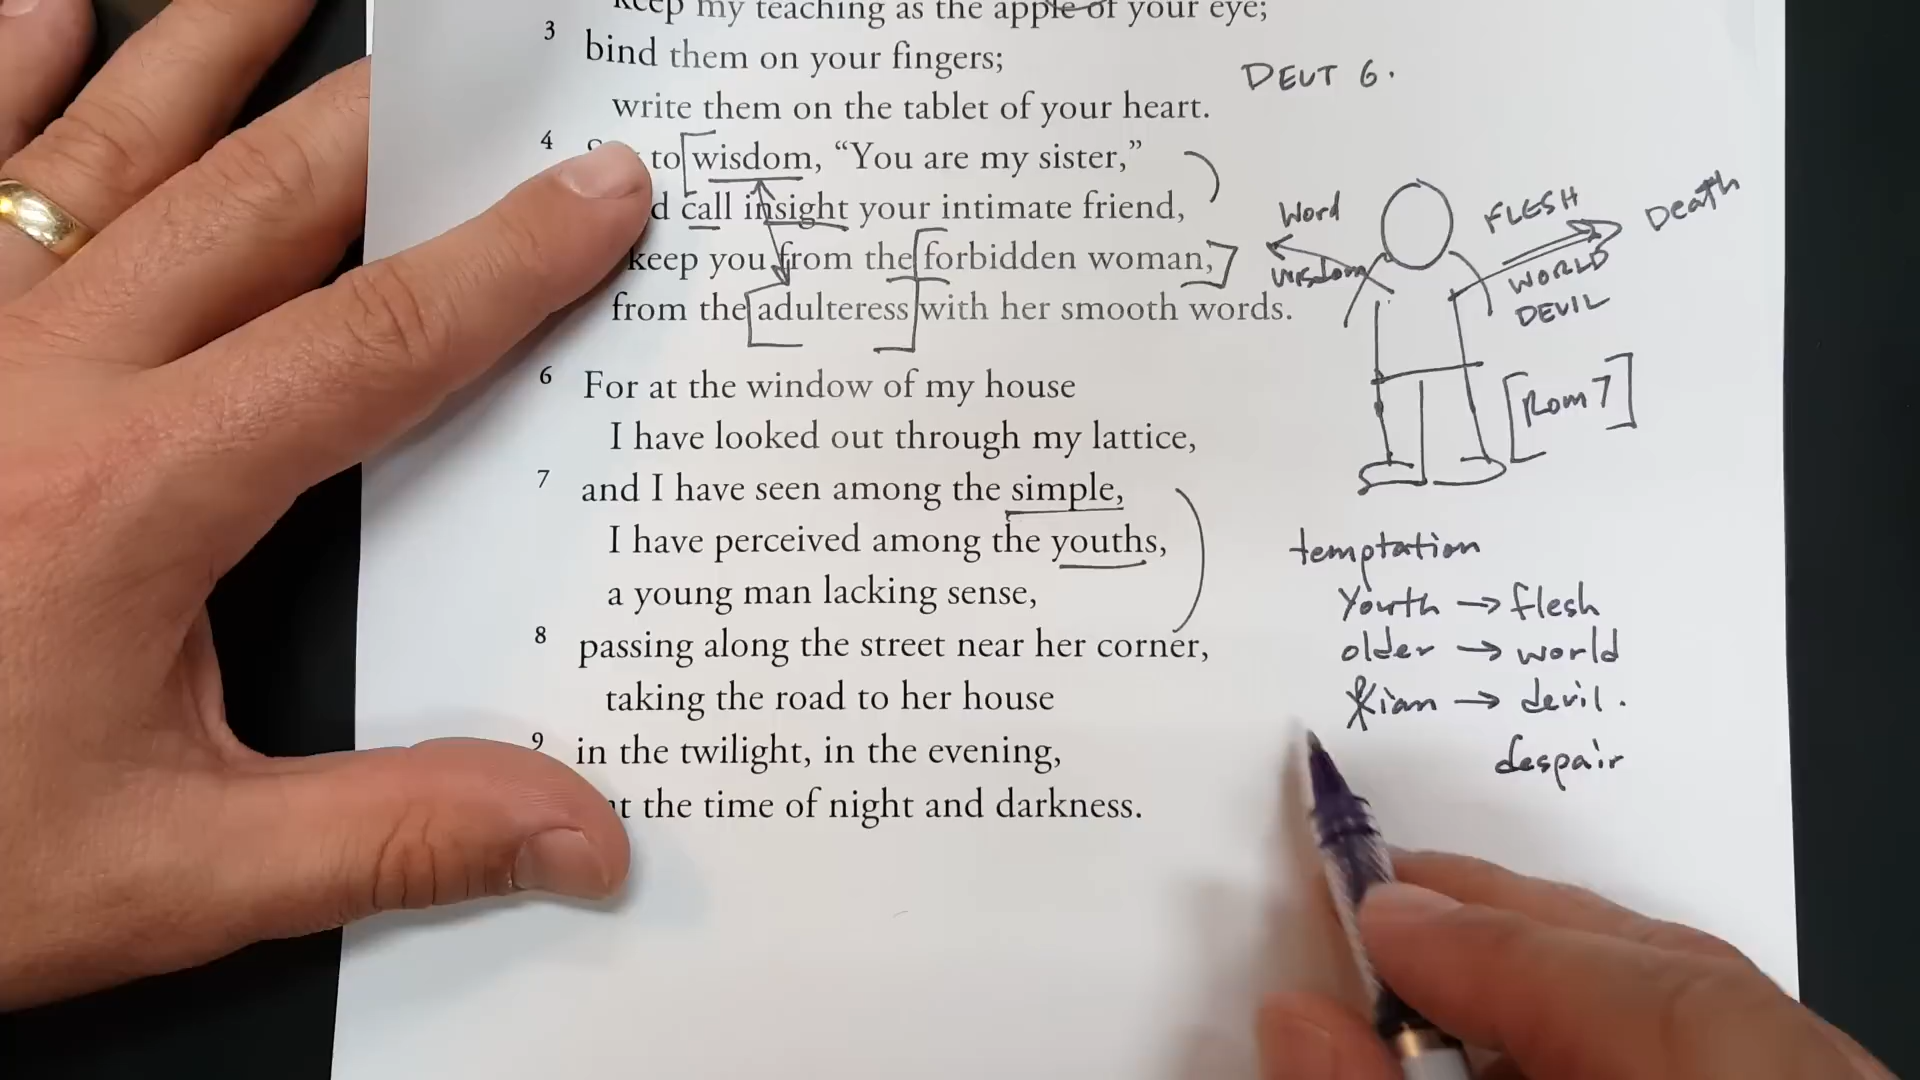 keep my teaching as the apple of your eye;
3 bind them on your fingers;
write them on the tablet of your heart.
DEUT 6.
4 to wisdom, “You are my sister,”
call insight your intimate friend,
keep you from the forbidden woman,
from the adulteress with her smooth words.
Word
wisdom
FLESH
Death
WORLD
DEVIL
[Rom 7]
6 For at the window of my house
I have looked out through my lattice,
7 and I have seen among the simple,
I have perceived among the youths,
a young man lacking sense,
8 passing along the street near her corner,
taking the road to her house
9 in the twilight, in the evening,
the time of night and darkness.
temptation
Youth → flesh
older → world
Xian → devil.
despair